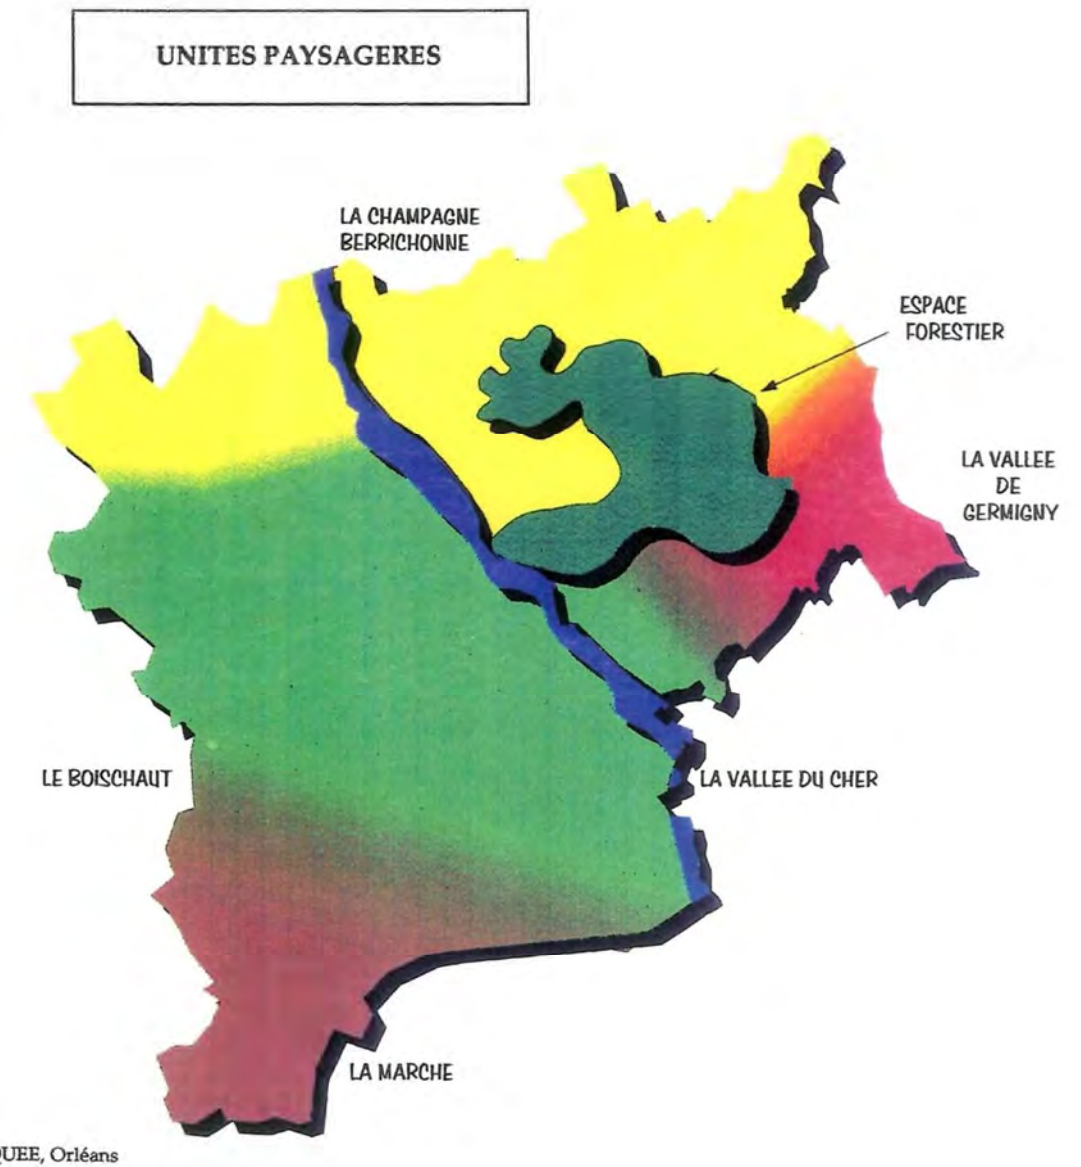 UNITES PAYSAGERES
LA CHAMPAGNE
BERRICHONNE
ESPACE
FORESTIER
LA VALLEE
DE
GERMIGNY
LE BOISCHAUT
LA VALLEE DU CHER
LA MARCHE
QUEE, Orléans